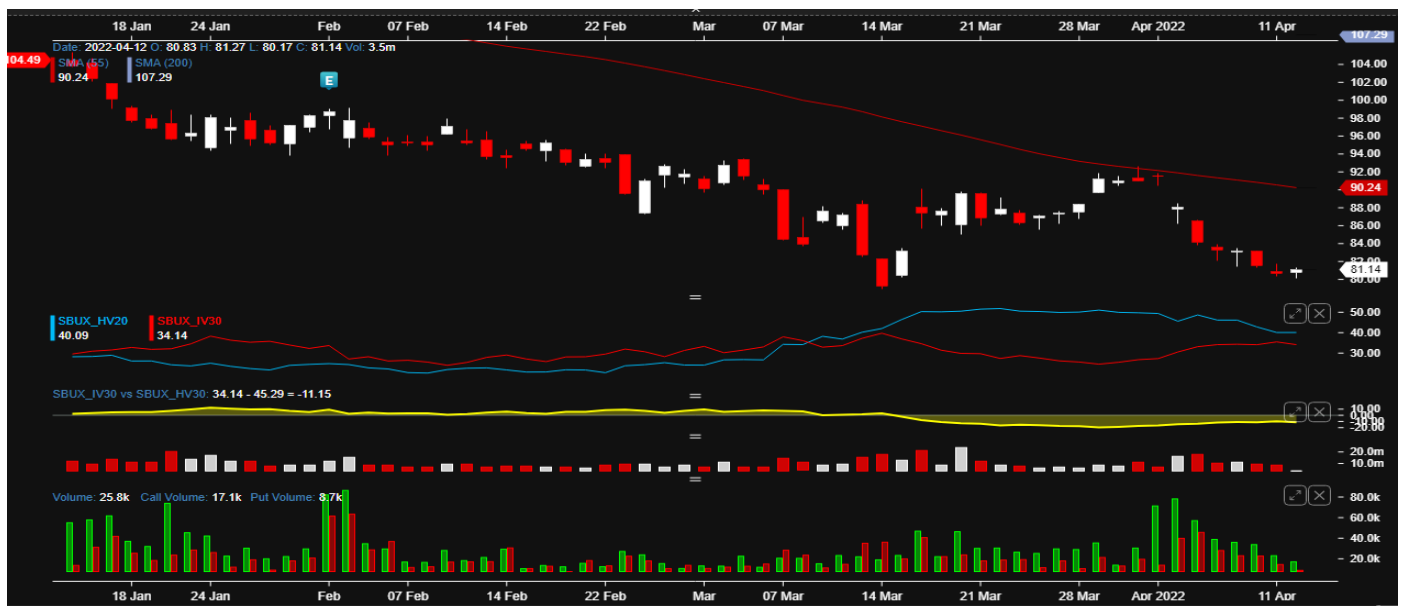 18 Jan 24 Jan Feb 07 Feb 14 Feb 22 Feb Mar 07 Mar 14 Mar 21 Mar 28 Mar Apr 2022 11 Apr
107.29
Date: 2022-04-12 O: 80.83 H: 81.27 L: 80.17 C: 81.14 Vol: 3.5m
104.49
SMA (55) SMA (200)
90.24 107.29
E
104.00
102.00
100.00
98.00
96.00
94.00
92.00
90.24
88.00
86.00
84.00
82.00
81.14
80.00
SBUX_HV20 SBUX_IV30
40.09 34.14
50.00
40.00
30.00
SBUX_IV30 vs SBUX_HV30: 34.14 - 45.29 = -11.15
10.00
0.00
-10.00
-20.00
20.0m
10.0m
Volume: 25.8k Call Volume: 17.1k Put Volume: 8.7k
80.0k
60.0k
40.0k
20.0k
18 Jan 24 Jan Feb 07 Feb 14 Feb 22 Feb Mar 07 Mar 14 Mar 21 Mar 28 Mar Apr 2022 11 Apr